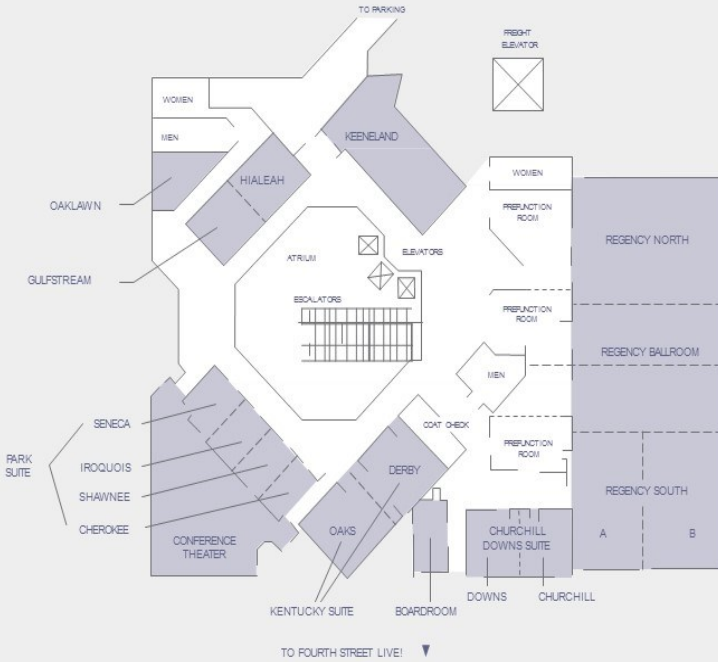 TO PARKING
FREIGHT
ELEVATOR
WOMEN
MEN
KEENELAND
HIALEAH
OAKLAWN
GULFSTREAM
WOMEN
PREFUNCTION
ROOM
REGENCY NORTH
ATRIUM
ELEVATORS
ESCALATORS
PREFUNCTION
ROOM
REGENCY BALLROOM
MEN
PARK
SUITE
SENECA
IROQUOIS
SHAWNEE
CHEROKEE
CONFERENCE
THEATER
COAT CHECK
DERBY
OAKS
PREFUNCTION
ROOM
REGENCY SOUTH
A
B
CHURCHILL
DOWNS SUITE
DOWNS
CHURCHILL
KENTUCKY SUITE
BOARDROOM
TO FOURTH STREET LIVE!